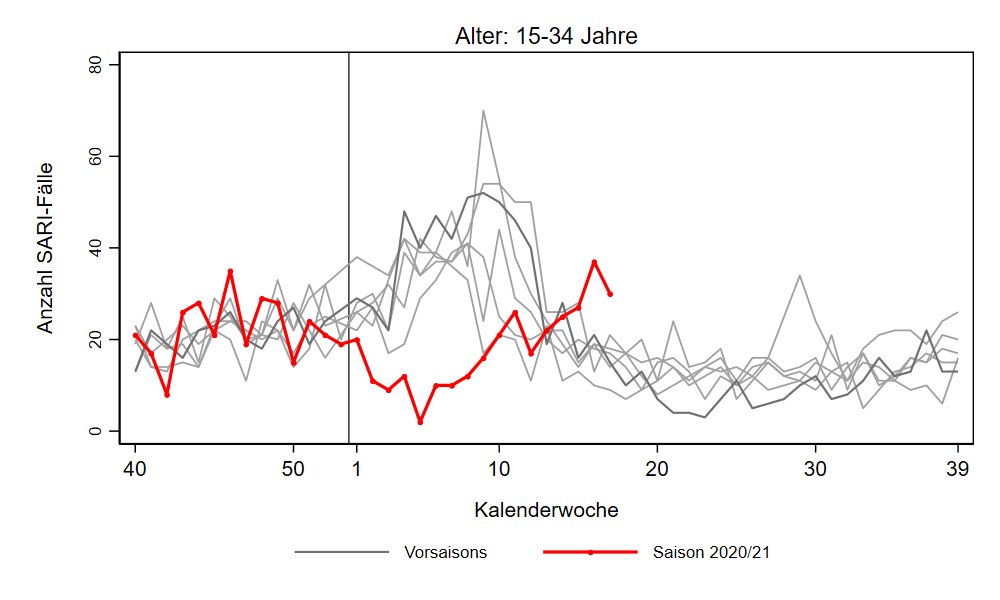 Alter: 15-34 Jahre
Anzahl SARI-Fälle
80
60
40
20
0
40 50 1 10 20 30 39
Kalenderwoche
Vorsaisons Saison 2020/21